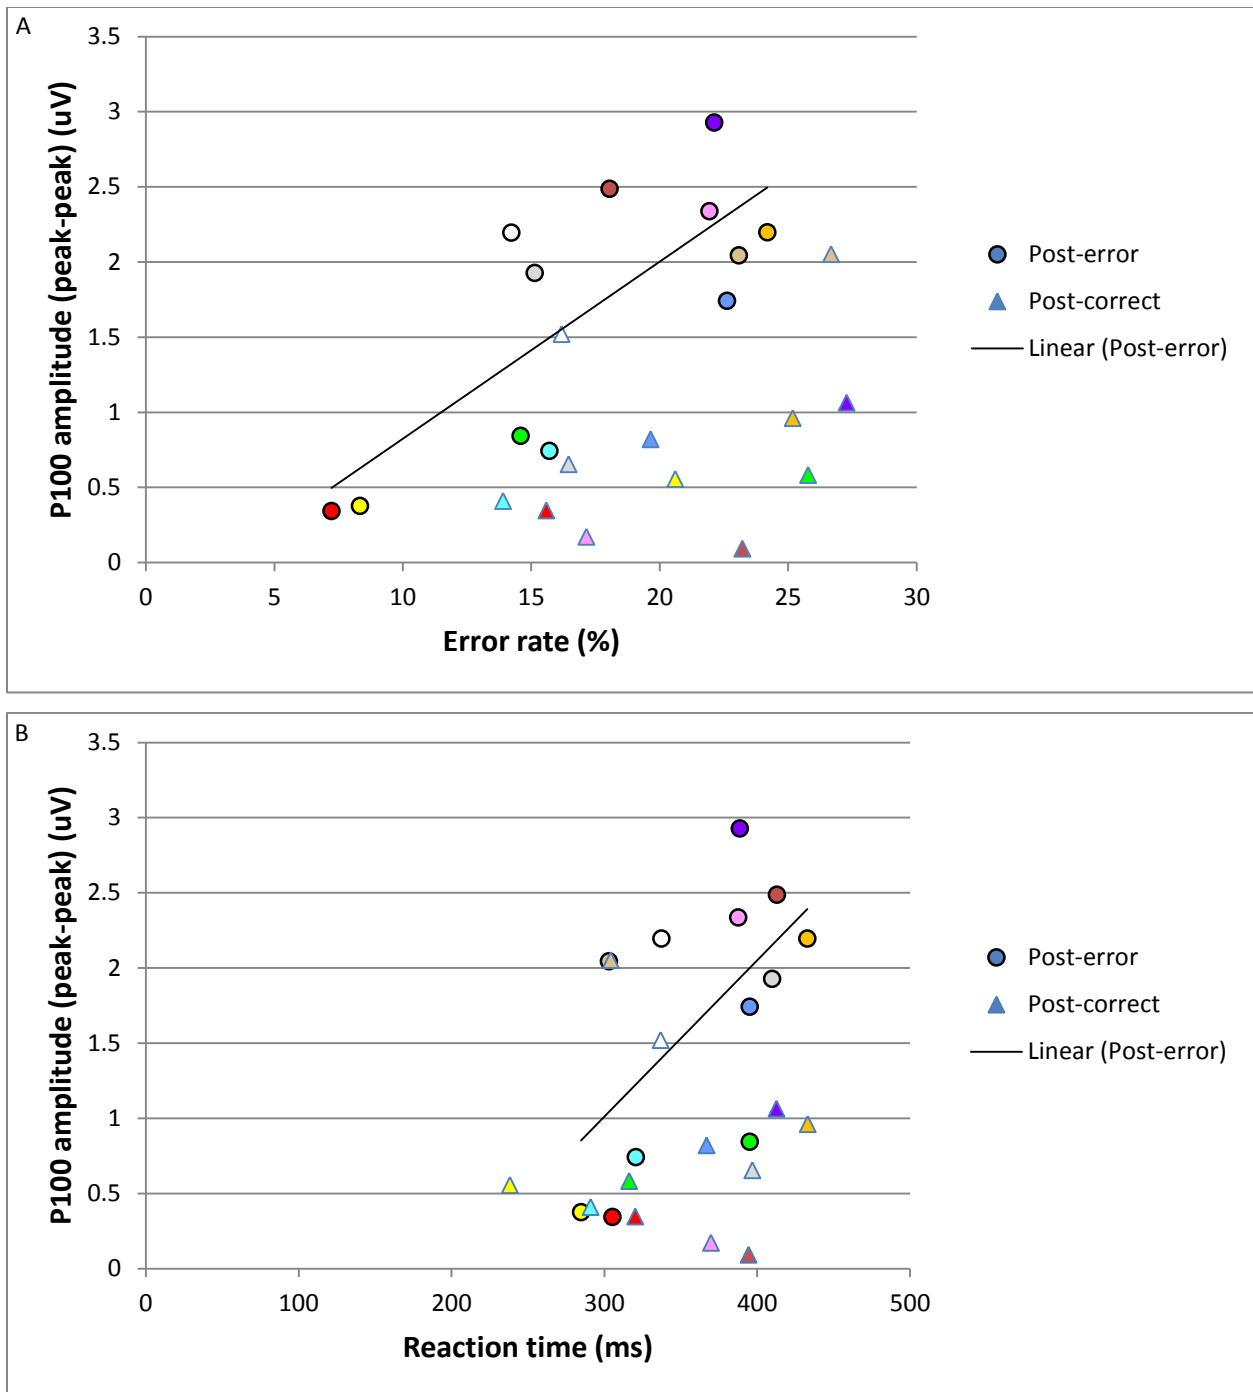 A
3.5
3
2.5
2
1.5
1
0.5
0
P100 amplitude (peak-peak) (uV)
0 5 10 15 20 25 30
Error rate (%)
Post-error
Post-correct
Linear (Post-error)
B
3.5
3
2.5
2
1.5
1
0.5
0
P100 amplitude (peak-peak) (uV)
0 100 200 300 400 500
Reaction time (ms)
Post-error
Post-correct
Linear (Post-error)